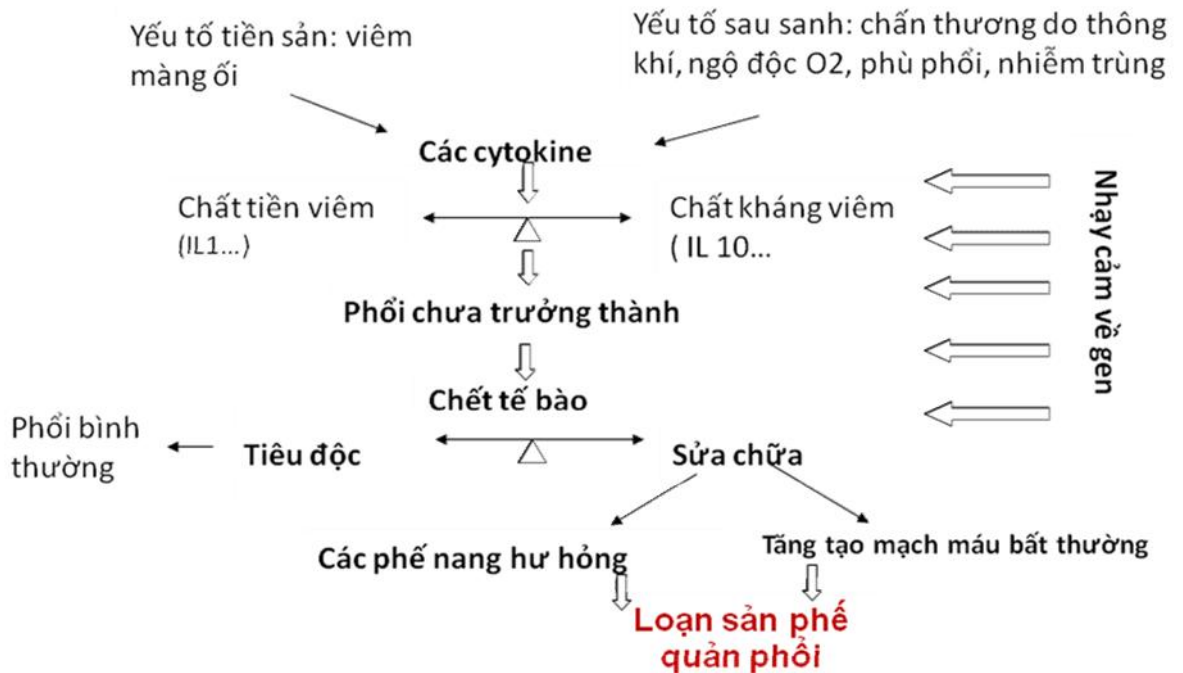 Yếu tố tiền sản: viêm
màng ối
Yếu tố sau sanh: chấn thương do thông
khí, ngộ độc O2, phù phổi, nhiễm trùng
Các cytokine
Chất tiền viêm
(IL1...)
Chất kháng viêm
( IL 10...
Nhạy cảm về gen
Phổi chưa trưởng thành
Chết tế bào
Phổi bình
thường
Tiêu độc
Sửa chữa
Các phế nang hư hỏng
Tăng tạo mạch máu bất thường
Loạn sản phế
quản phổi